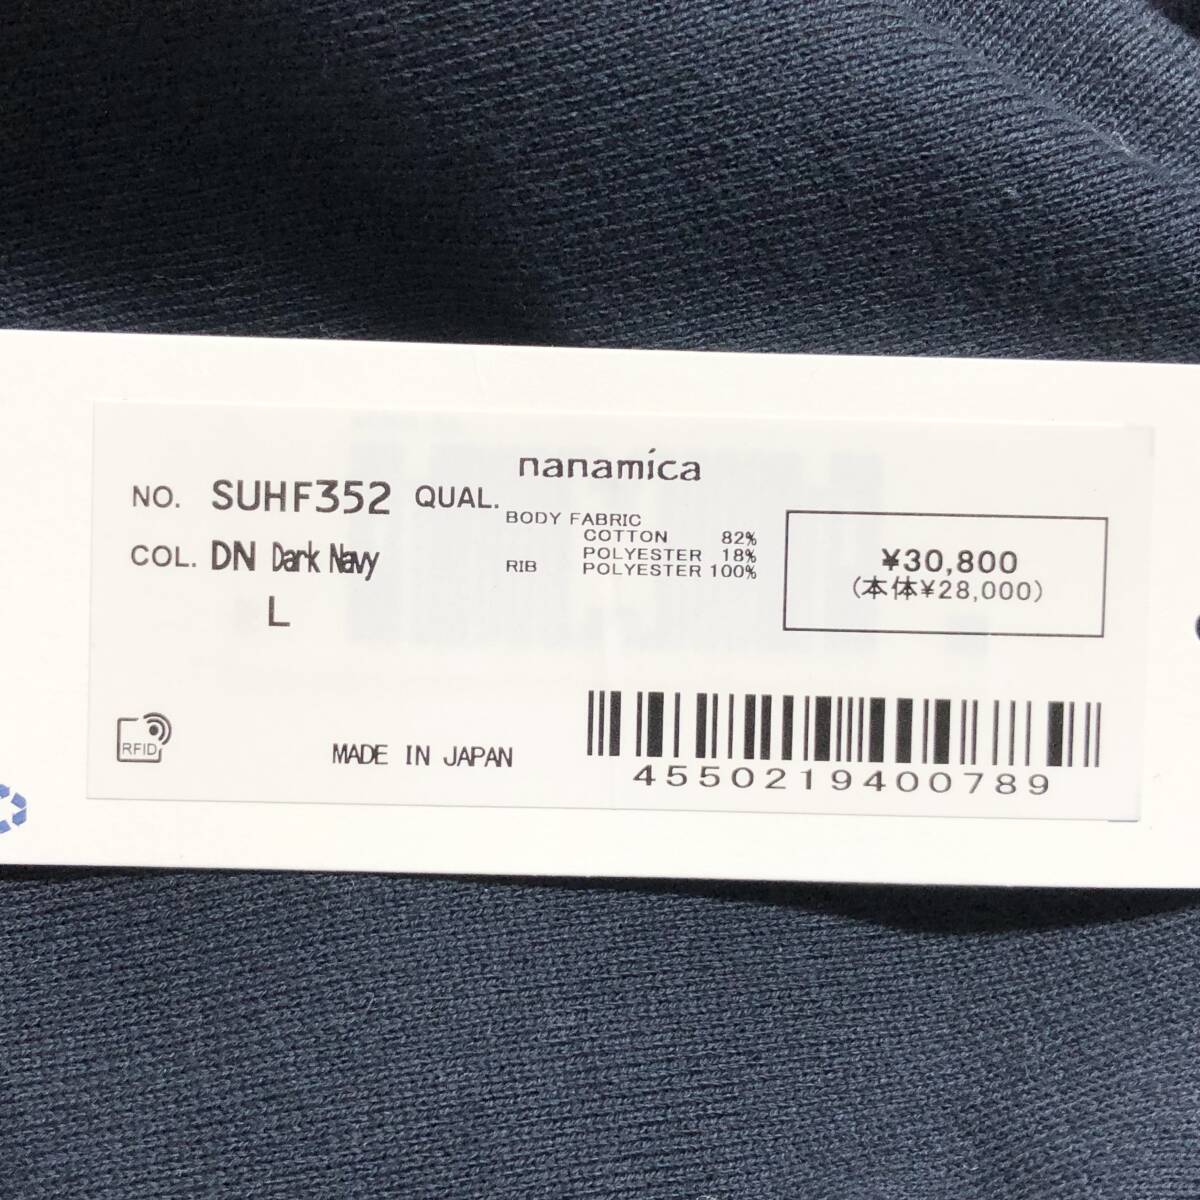 nanamica
NO. SUHF352 QUAL.
BODY FABRIC
COTTON 82%
POLYESTER 18%
RIB POLYESTER 100%
COL. DN Dark Navy
L
¥30,800
(本体¥28,000)
RFID
MADE IN JAPAN
4550219400789